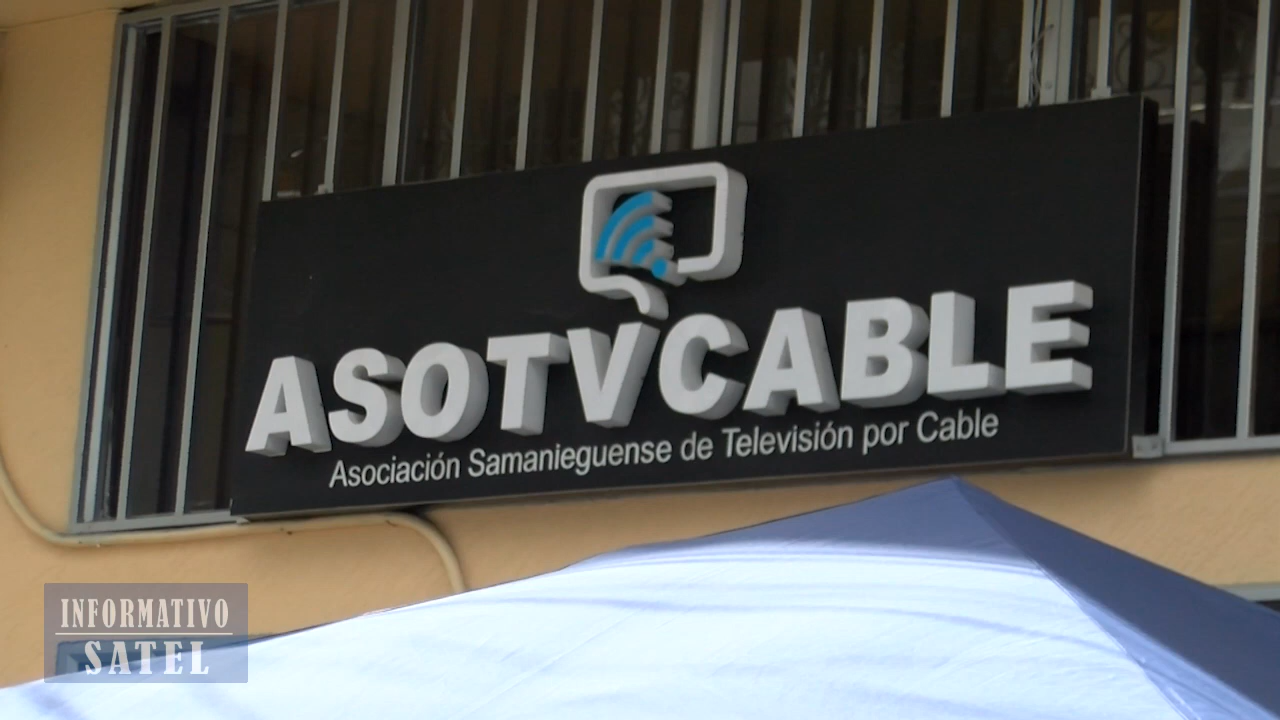 ASOTVCABLE
Asociación Samanieguense de Televisión por Cable
INFORMATIVO
SATEL